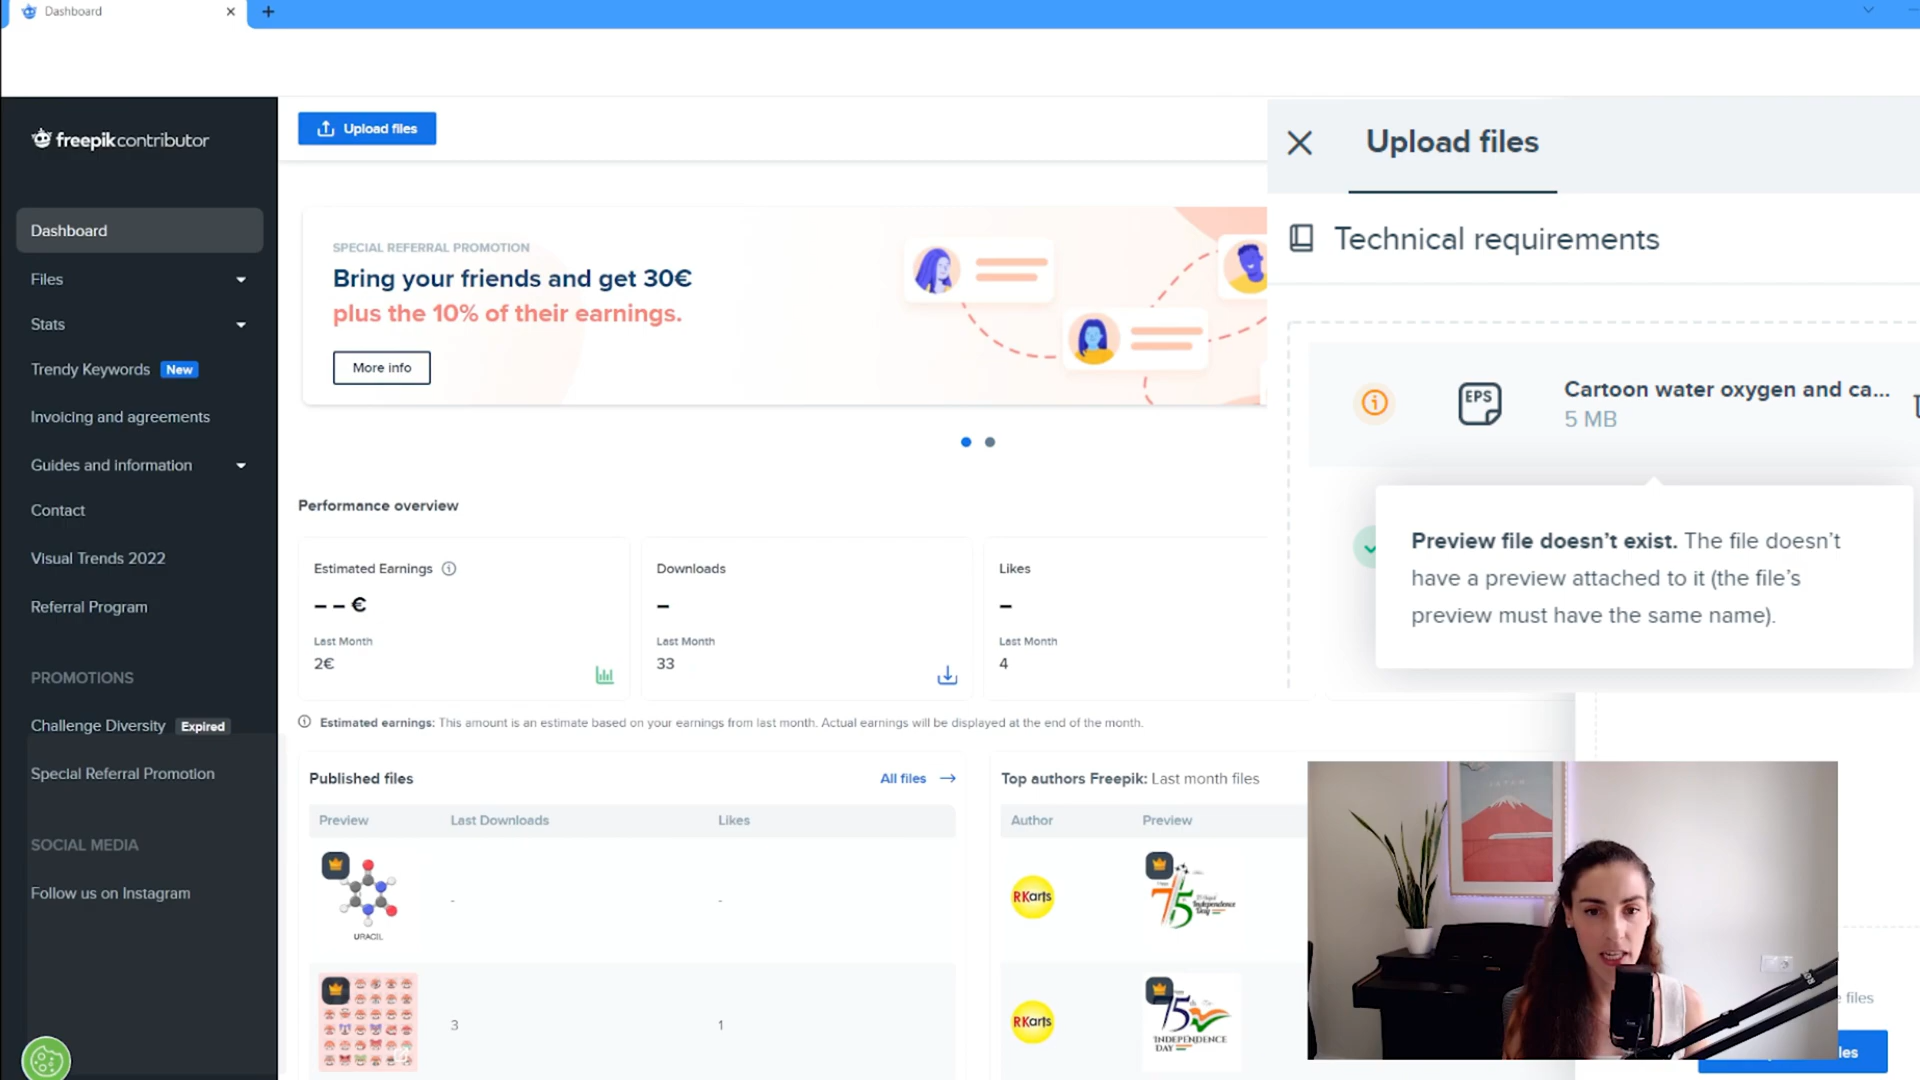 Dashboard
freepikcontributor
Dashboard
Files
Stats
Trendy Keywords New
Invoicing and agreements
Guides and information
Contact
Visual Trends 2022
Referral Program
PROMOTIONS
Challenge Diversity Expired
Special Referral Promotion
SOCIAL MEDIA
Follow us on Instagram
Upload files
SPECIAL REFERRAL PROMOTION
Bring your friends and get 30€
plus the 10% of their earnings.
More info
Performance overview
Estimated Earnings
– – €
Last Month
2€
Downloads
–
Last Month
33
Likes
–
Last Month
4
Estimated earnings: This amount is an estimate based on your earnings from last month. Actual earnings will be displayed at the end of the month.
Published files
All files
Preview Last Downloads Likes
URACIL
- -
3 1
Top authors Freepik: Last month files
Author Preview
RKarts
75
Independence
Day
RKarts
75
INDEPENDENCE
DAY
Upload files
Technical requirements
EPS
Cartoon water oxygen and ca...
5 MB
Preview file doesn't exist. The file doesn't
have a preview attached to it (the file's
preview must have the same name).
files
les